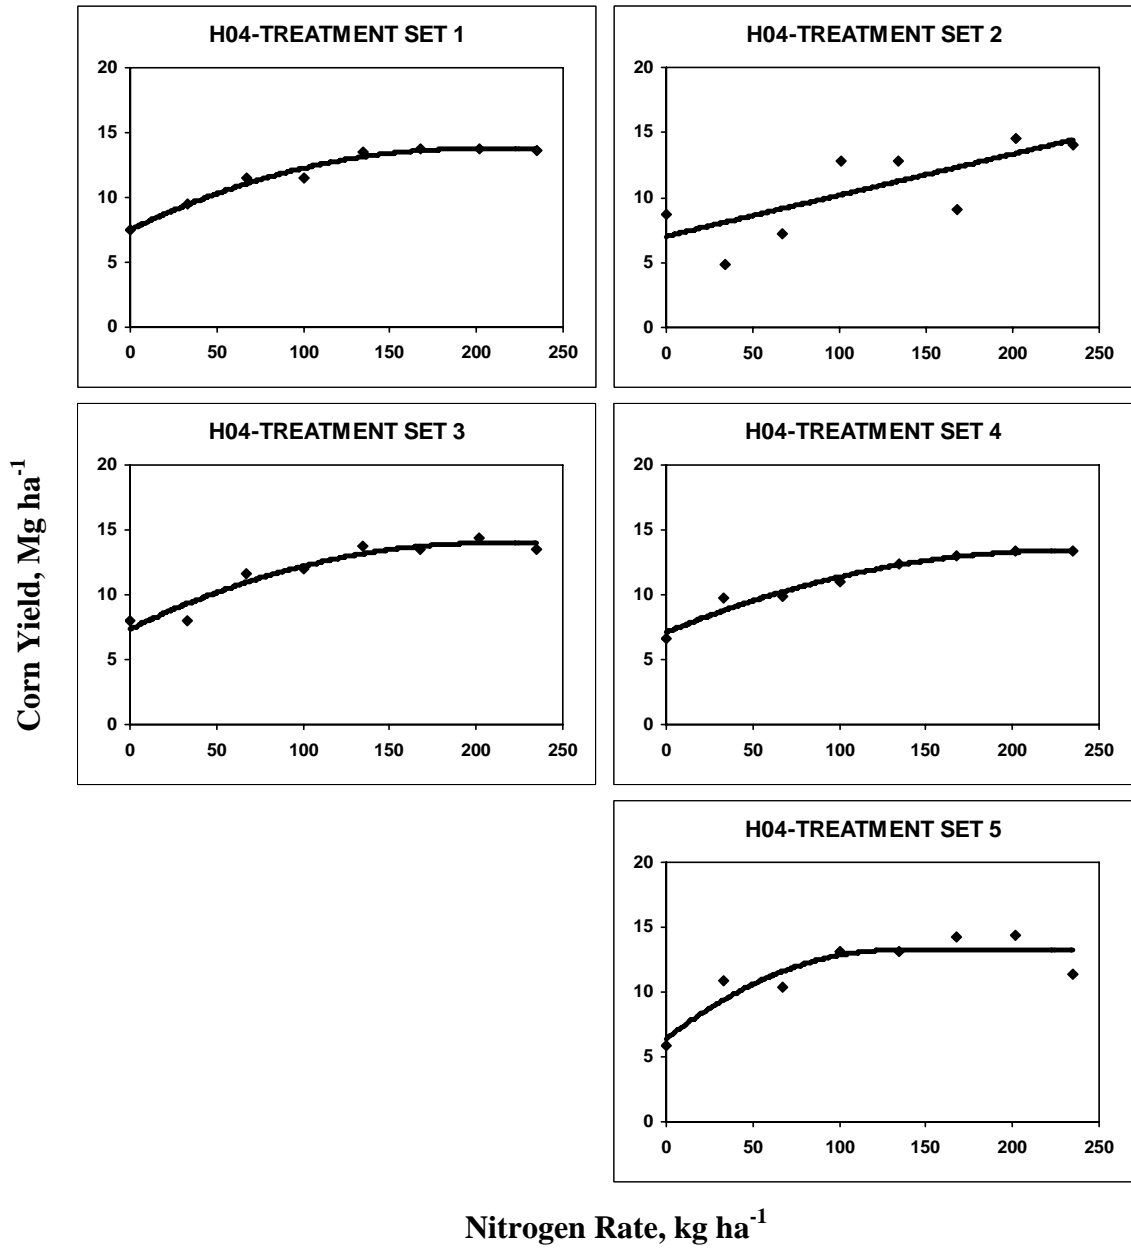 H04-TREATMENT SET 1
20
15
10
5
0
0 50 100 150 200 250
H04-TREATMENT SET 2
20
15
10
5
0
0 50 100 150 200 250
H04-TREATMENT SET 3
20
15
10
5
0
0 50 100 150 200 250
H04-TREATMENT SET 4
20
15
10
5
0
0 50 100 150 200 250
H04-TREATMENT SET 5
20
15
10
5
0
0 50 100 150 200 250
Corn Yield, Mg ha⁻¹
Nitrogen Rate, kg ha⁻¹